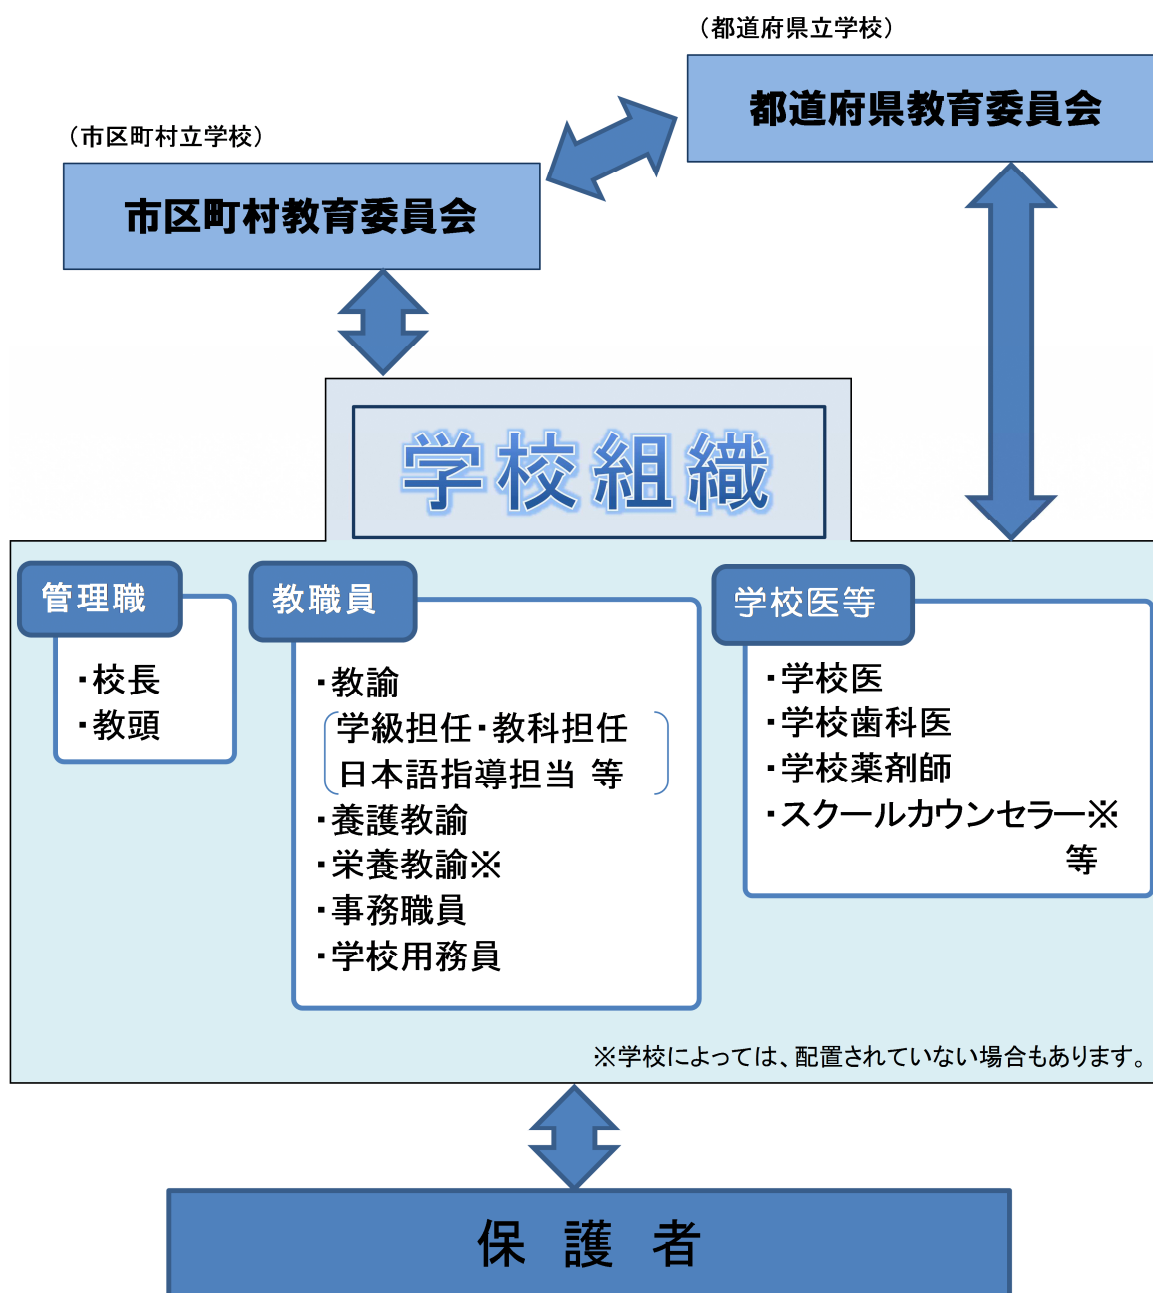 （都道府県立学校）
都道府県教育委員会
（市区町村立学校）
市区町村教育委員会
学校組織
管理職
・校長
・教頭
教職員
・教諭
学級担任・教科担任
日本語指導担当 等
・養護教諭
・栄養教諭※
・事務職員
・学校用務員
学校医等
・学校医
・学校歯科医
・学校薬剤師
・スクールカウンセラー※
等
※学校によっては、配置されていない場合もあります。
保 護 者